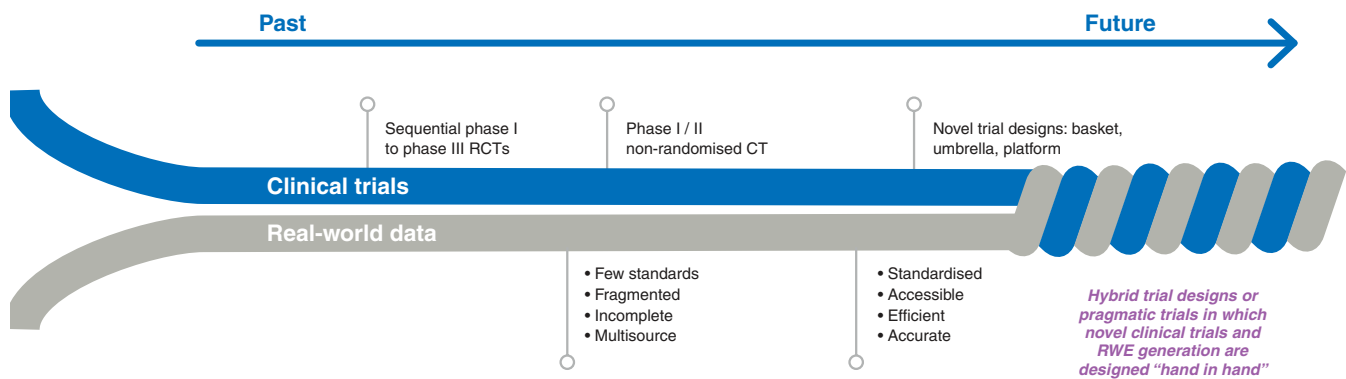 Past
Future
Sequential phase I
to phase III RCTs
Phase I / II
non-randomised CT
Novel trial designs: basket,
umbrella, platform
Clinical trials
Real-world data
• Few standards
• Fragmented
• Incomplete
• Multisource
• Standardised
• Accessible
• Efficient
• Accurate
Hybrid trial designs or
pragmatic trials in which
novel clinical trials and
RWE generation are
designed “hand in hand”